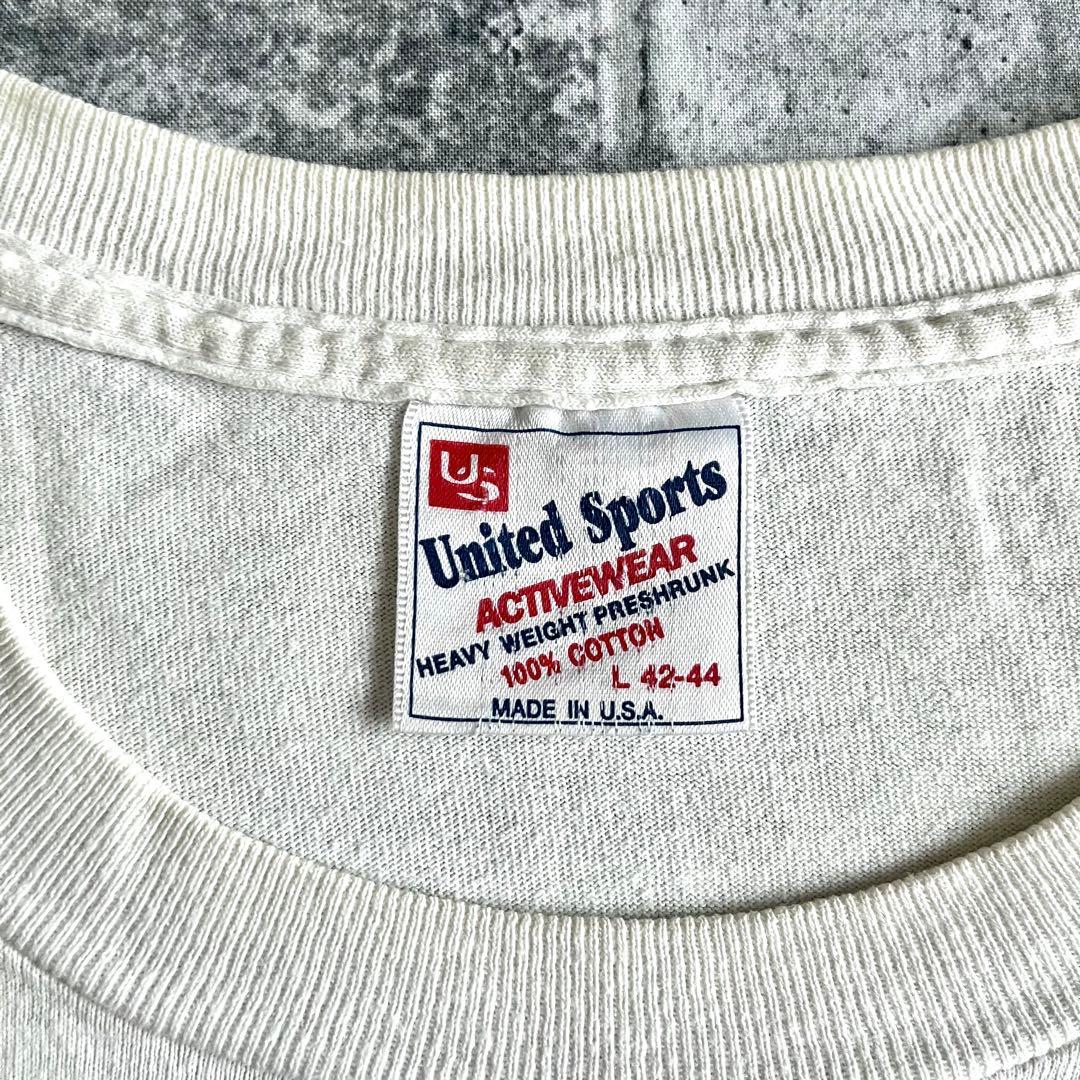 US
United Sports
ACTIVEWEAR
HEAVY WEIGHT PRESHRUNK
100% COTTON
L 42-44
MADE IN U.S.A.